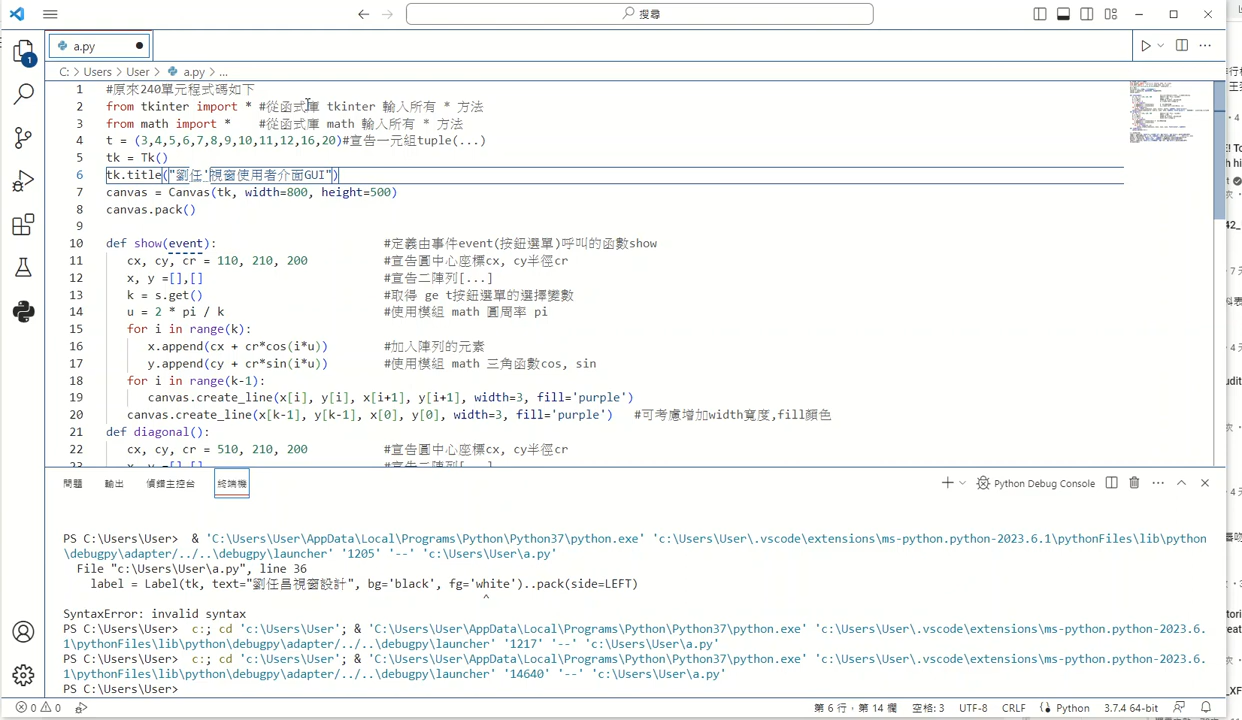 搜尋
a.py
C: > Users > User > a.py > ...
1 #原來240單元程式碼如下
2 from tkinter import * #從函式庫 tkinter 輸入所有 * 方法
3 from math import * #從函式庫 math 輸入所有 * 方法
4 t = (3,4,5,6,7,8,9,10,11,12,16,20)#宣告一元組tuple(...)
5 tk = Tk()
6 tk.title("劉任'視窗使用者介面GUI")
7 canvas = Canvas(tk, width=800, height=500)
8 canvas.pack()
9
10 def show(event): #定義由事件event(按鈕選單)呼叫的函數show
11 cx, cy, cr = 110, 210, 200 #宣告圓中心座標cx, cy半徑cr
12 x, y =[],[] #宣告二陣列[...]
13 k = s.get() #取得 ge t按鈕選單的選擇變數
14 u = 2 * pi / k #使用模組 math 圓周率 pi
15 for i in range(k):
16 x.append(cx + cr*cos(i*u)) #加入陣列的元素
17 y.append(cy + cr*sin(i*u)) #使用模組 math 三角函數cos, sin
18 for i in range(k-1):
19 canvas.create_line(x[i], y[i], x[i+1], y[i+1], width=3, fill='purple')
20 canvas.create_line(x[k-1], y[k-1], x[0], y[0], width=3, fill='purple') #可考慮增加width寬度,fill顏色
21 def diagonal():
22 cx, cy, cr = 510, 210, 200 #宣告圓中心座標cx, cy半徑cr
23 x, y =[],[] #宣告二陣列[...]
問題 輸出 偵錯主控台 終端機
Python Debug Console
PS C:\Users\User> & 'C:\Users\User\AppData\Local\Programs\Python\Python37\python.exe' 'c:\Users\User\.vscode\extensions\ms-python.python-2023.6.1\pythonFiles\lib\python
\debugpy\adapter/../..\debugpy\launcher' '1205' '--' 'c:\Users\User\a.py'
File "c:\Users\User\a.py", line 36
label = Label(tk, text="劉任昌視窗設計", bg='black', fg='white')..pack(side=LEFT)
^
SyntaxError: invalid syntax
PS C:\Users\User> c:; cd 'c:\Users\User'; & 'C:\Users\User\AppData\Local\Programs\Python\Python37\python.exe' 'c:\Users\User\.vscode\extensions\ms-python.python-2023.6.
1\pythonFiles\lib\python\debugpy\adapter/../..\debugpy\launcher' '1217' '--' 'c:\Users\User\a.py'
PS C:\Users\User> c:; cd 'c:\Users\User'; & 'C:\Users\User\AppData\Local\Programs\Python\Python37\python.exe' 'c:\Users\User\.vscode\extensions\ms-python.python-2023.6.
1\pythonFiles\lib\python\debugpy\adapter/../..\debugpy\launcher' '14640' '--' 'c:\Users\User\a.py'
PS C:\Users\User>
0 0 第 6 行，第 14 欄 空格: 3 UTF-8 CRLF Python 3.7.4 64-bit